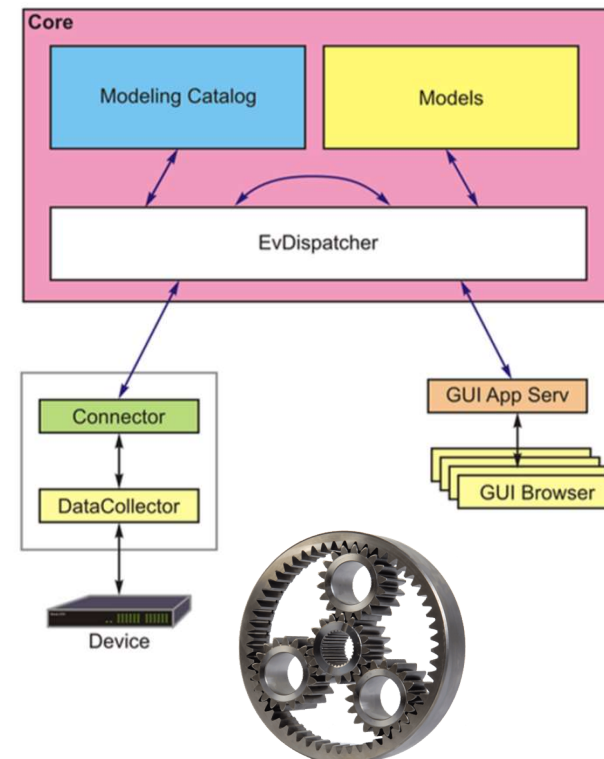 Core
Modeling Catalog
Models
EvDispatcher
Connector
DataCollector
Device
GUI App Serv
GUI Browser